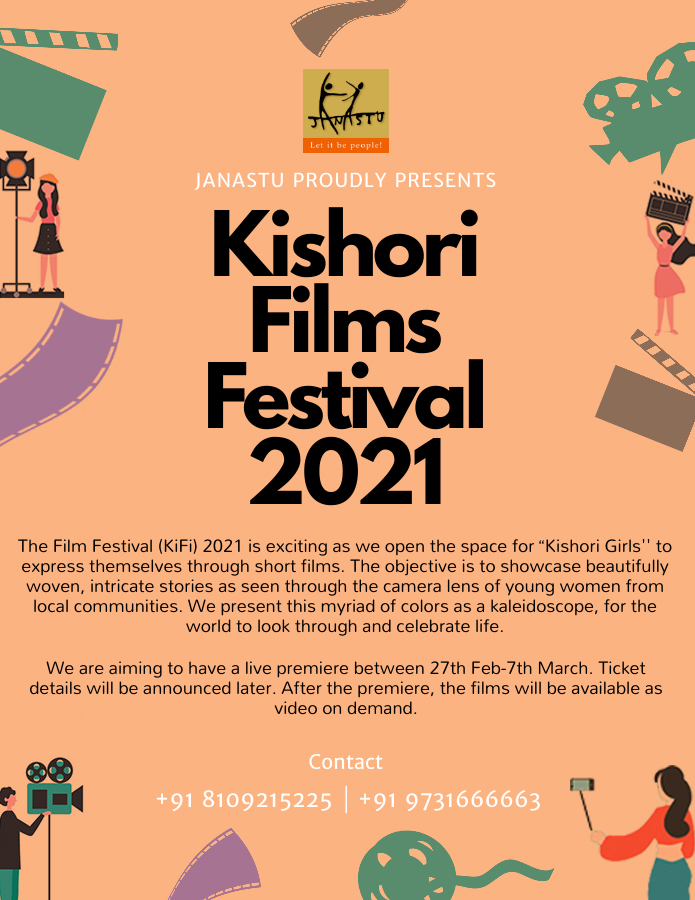 JANASTU
Let it be people!
JANASTU PROUDLY PRESENTS
Kishori
Films
Festival
2021
The Film Festival (KiFi) 2021 is exciting as we open the space for “Kishori Girls'' to
express themselves through short films. The objective is to showcase beautifully
woven, intricate stories as seen through the camera lens of young women from
local communities. We present this myriad of colors as a kaleidoscope, for the
world to look through and celebrate life.
We are aiming to have a live premiere between 27th Feb-7th March. Ticket
details will be announced later. After the premiere, the films will be available as
video on demand.
Contact
+91 8109215225 | +91 9731666663